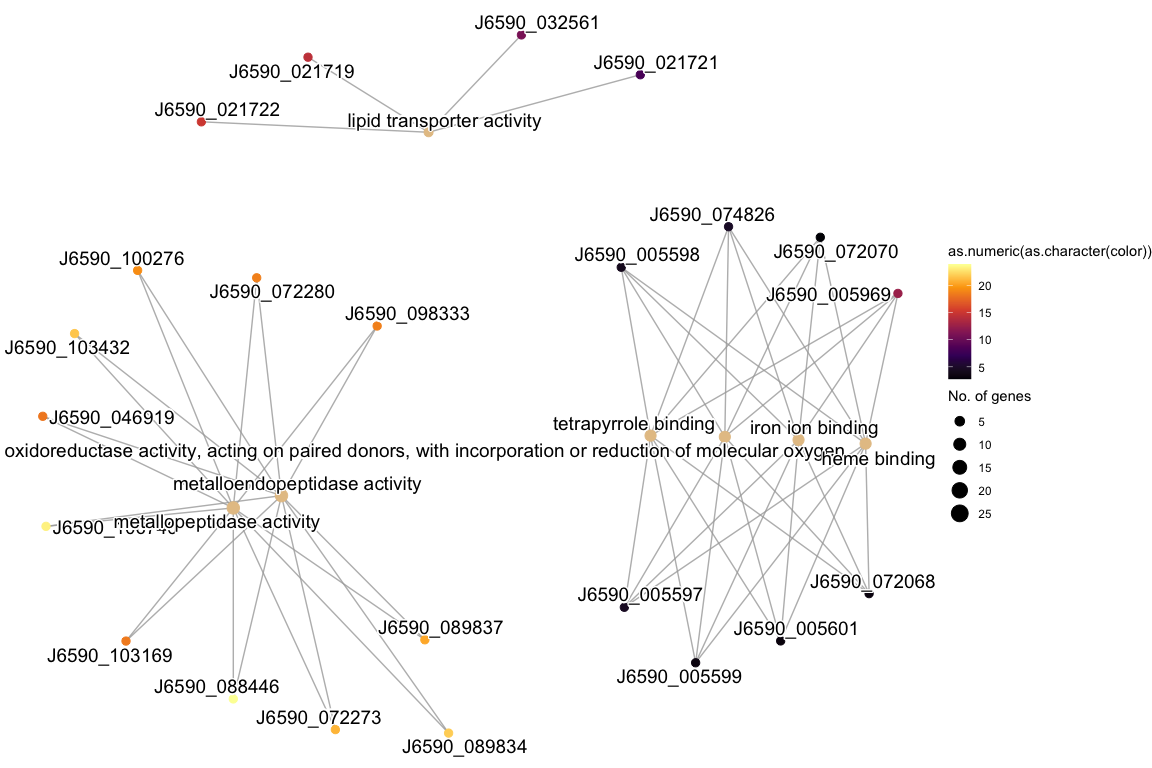 J6590_032561
J6590_021719
J6590_021721
J6590_021722
lipid transporter activity
J6590_074826
J6590_100276
J6590_005598
J6590_072070
J6590_072280
J6590_005969
J6590_098333
J6590_103432
J6590_046919
tetrapyrrole binding
iron ion binding
oxidoreductase activity, acting on paired donors, with incorporation or reduction of molecular oxygen
heme binding
metalloendopeptidase activity
metallopeptidase activity
J6590_072068
J6590_005597
J6590_089837
J6590_005601
J6590_103169
J6590_005599
J6590_088446
J6590_072273
J6590_089834
as.numeric(as.character(color))
20
15
10
5
No. of genes
5
10
15
20
25